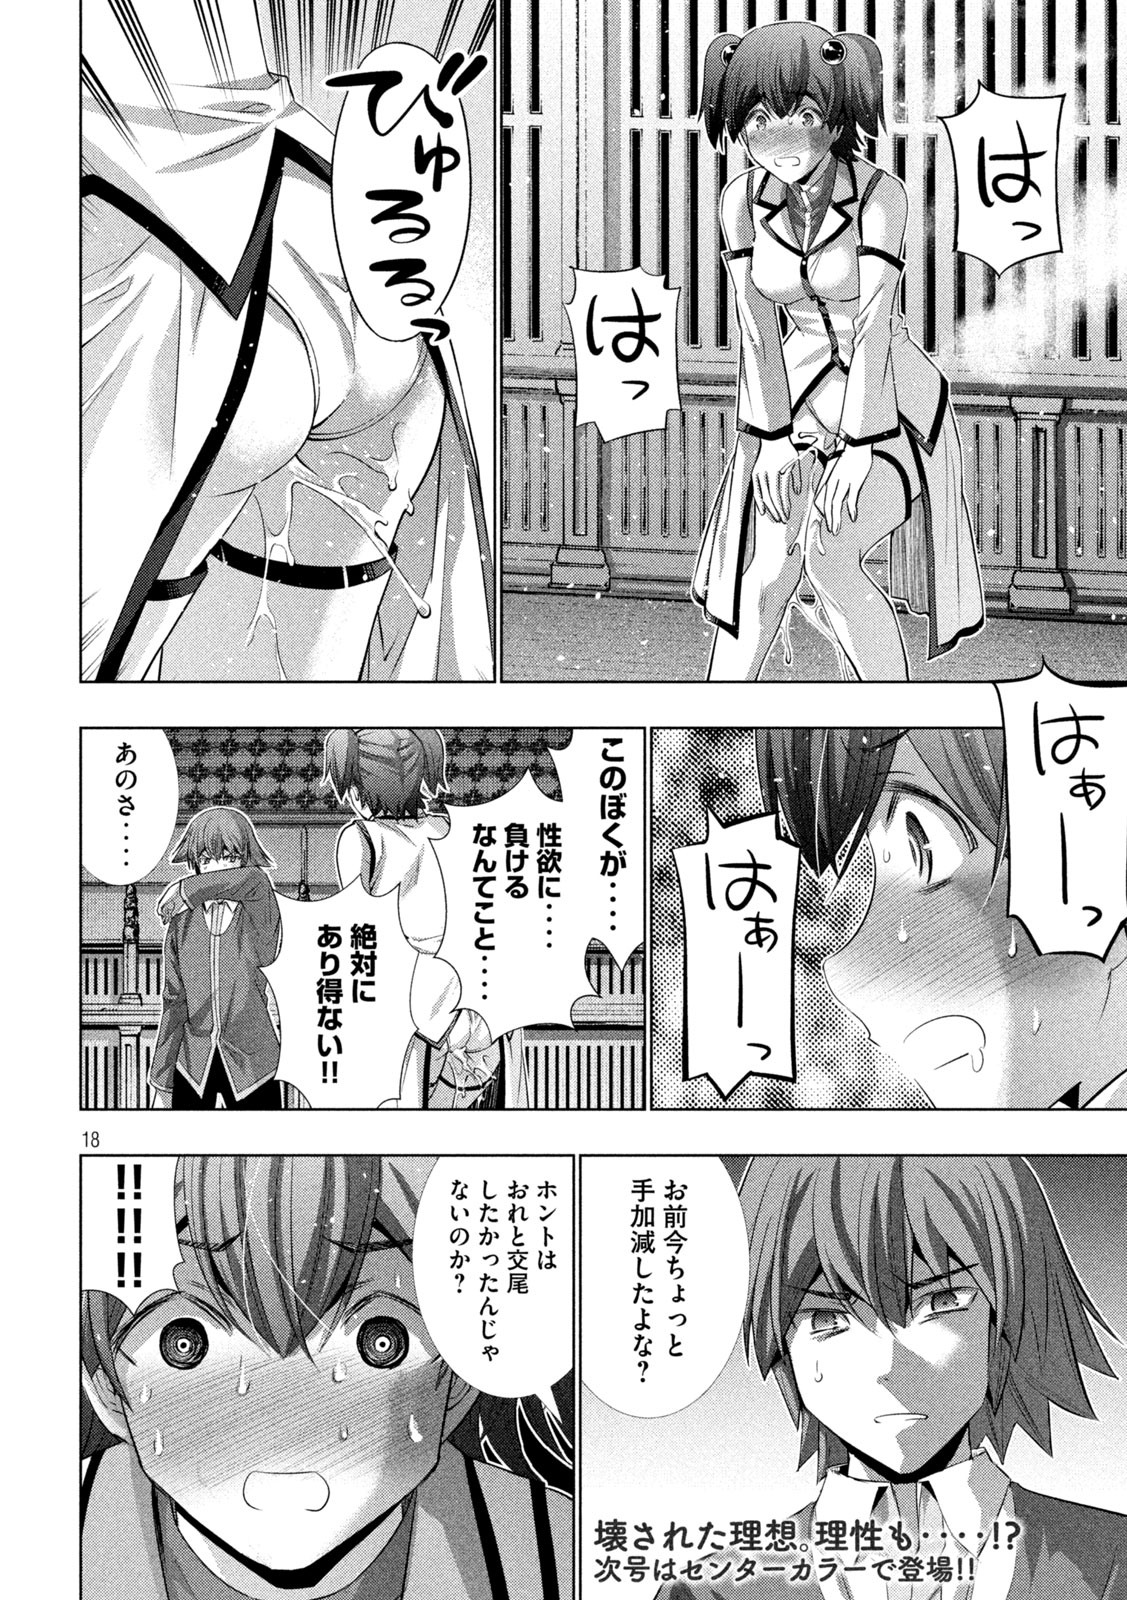 はっ
はっ
びゅるるるっ
はぁーっ
はぁーっ
このぼくが‥‥
性欲に‥‥
負ける
なんてこと‥‥
絶対に
あり得ない!!
あのさ‥‥
お前今ちょっと
手加減したよな?
ホントは
おれと交尾
したかったんじゃ
ないのか?
!!!!!!!!
壊された理想。理性も‥‥!?
次号はセンターカラーで登場!!
18